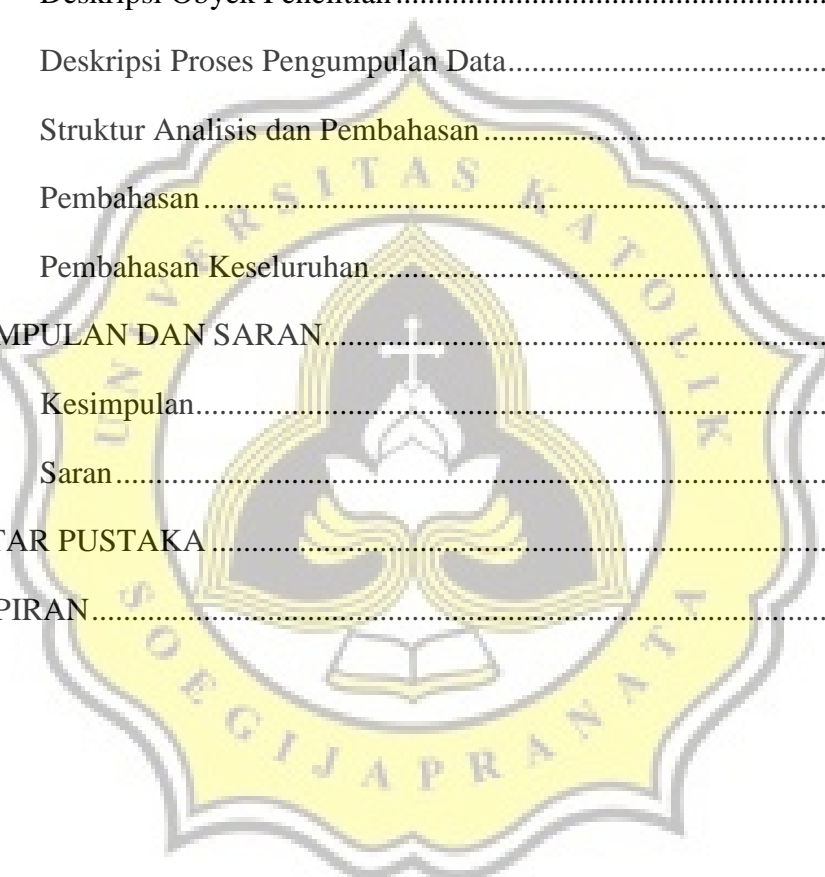 Deskripsi Obyek Penelitian..........................................................
Deskripsi Proses Pengumpulan Data..........................................
Struktur Analisis dan Pembahasan .............................................
Pembahasan .................................................................................
Pembahasan Keseluruhan............................................................
MPULAN DAN SARAN..................................................................
Kesimpulan..................................................................................
Saran............................................................................................
TAR PUSTAKA ................................................................................
PIRAN................................................................................................
UNIVERSITAS KATOLIK
SOEGIJAPRANATA